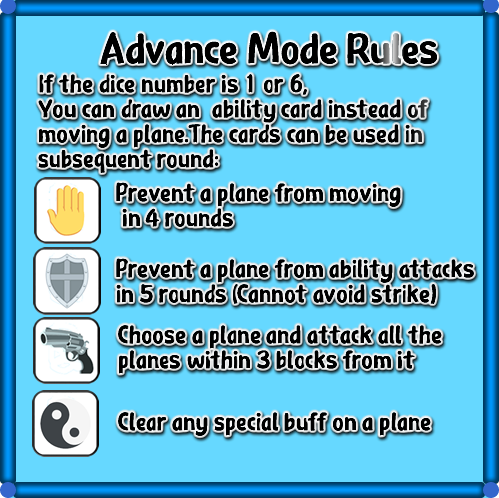 Advance Mode Rules
If the dice number is 1 or 6,
You can draw an ability card instead of
moving a plane.The cards can be used in
subsequent round:
Prevent a plane from moving
in 4 rounds
Prevent a plane from ability attacks
in 5 rounds (Cannot avoid strike)
Choose a plane and attack all the
planes within 3 blocks from it
Clear any special buff on a plane